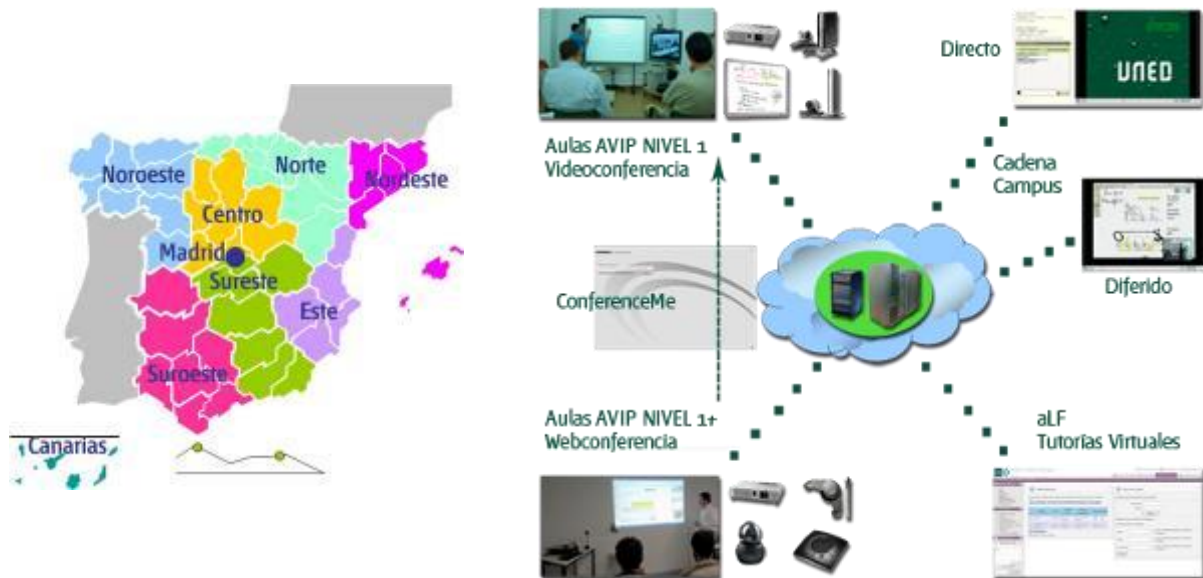 Noroeste
Norte
Nordeste
Centro
Madrid
Sureste
Este
Suroeste
Canarias
Aulas AVIP NIVEL 1
Videoconferencia
ConferenceMe
Aulas AVIP NIVEL 1+
Webconferencia
Directo
UNED
Cadena
Campus
Diferido
aLF
Tutorías Virtuales